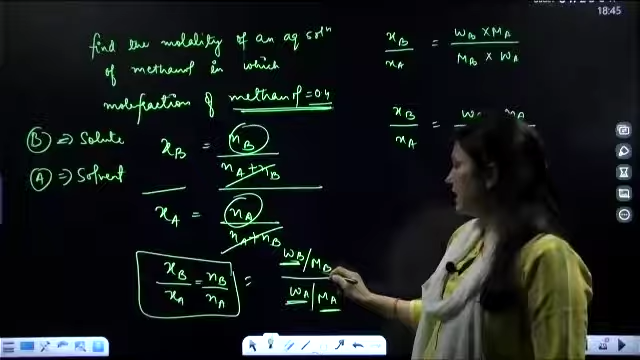 18:45
find the molality of an aq solⁿ
of methanol in which
molefraction of methanol = 0.4
B ⇒ Solute
A ⇒ Solvent
x_B = n_B / (n_A + n_B)
x_A = n_A / (n_A + n_B)
x_B / x_A = n_B / n_A = (w_B / M_B) / (w_A / M_A)
x_B / x_A = (w_B × M_A) / (M_B × w_A)
x_B / x_A =